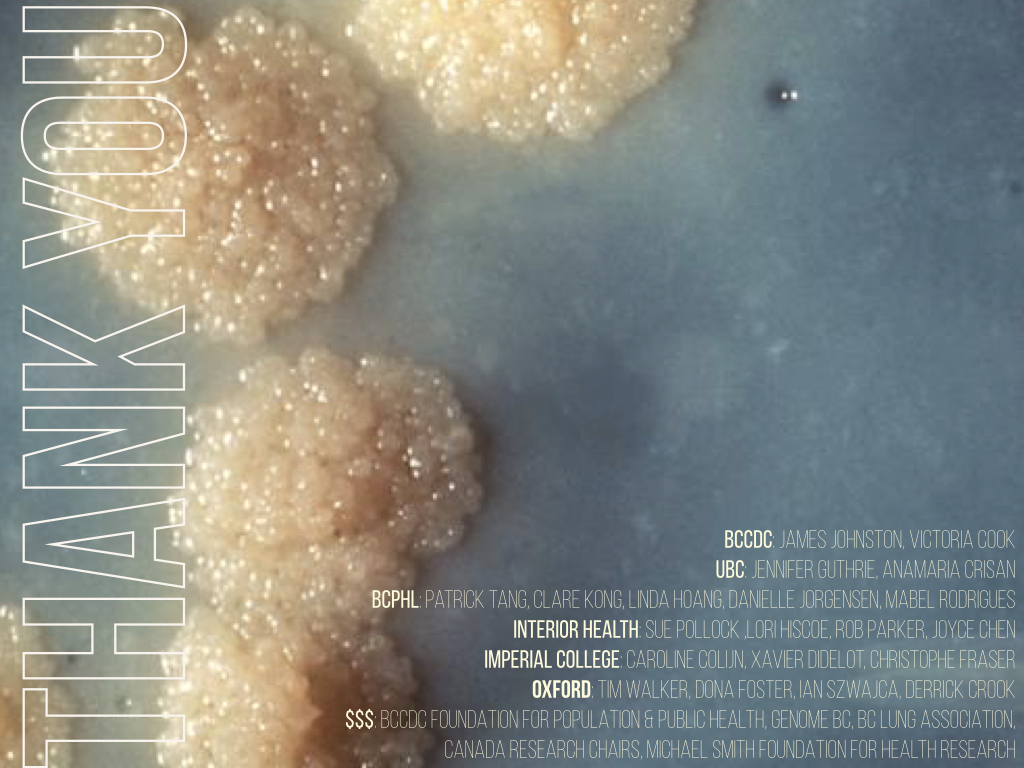 THANK YOU
BCCDC: JAMES JOHNSTON, VICTORIA COOK
UBC: JENNIFER GUTHRIE, ANAMARIA CRISAN
BCPHL: PATRICK TANG, CLARE KONG, LINDA HOANG, DANIELLE JORGENSEN, MABEL RODRIGUES
INTERIOR HEALTH: SUE POLLOCK ,LORI HISCOE, ROB PARKER, JOYCE CHEN
IMPERIAL COLLEGE: CAROLINE COLIJN, XAVIER DIDELOT, CHRISTOPHE FRASER
OXFORD: TIM WALKER, DONA FOSTER, IAN SZWAJCA, DERRICK CROOK
$$$: BCCDC FOUNDATION FOR POPULATION & PUBLIC HEALTH, GENOME BC, BC LUNG ASSOCIATION,
CANADA RESEARCH CHAIRS, MICHAEL SMITH FOUNDATION FOR HEALTH RESEARCH